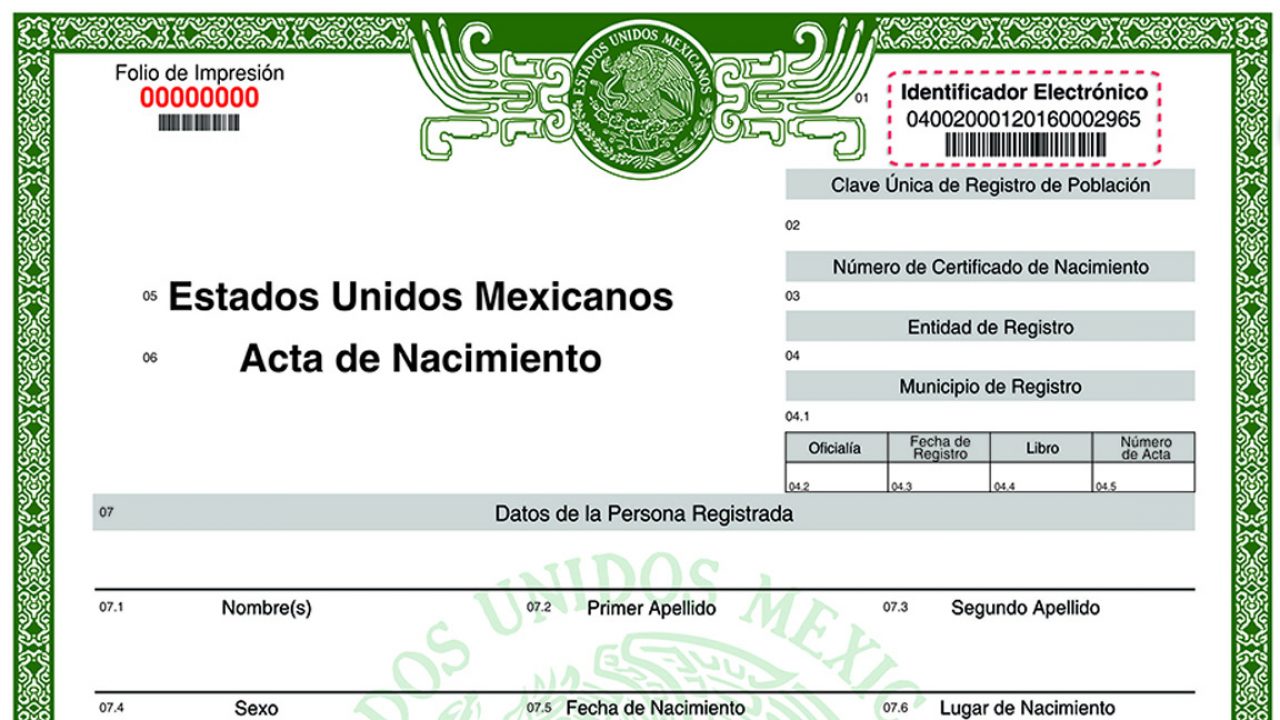 ESTADOS UNIDOS MEXICANOS
Folio de Impresión
00000000
01
Identificador Electrónico
04002000120160002965
Clave Única de Registro de Población
02
Número de Certificado de Nacimiento
03
Entidad de Registro
04
Municipio de Registro
04.1
Oficialía
Fecha de
Registro
Libro
Número
de Acta
04.2 04.3 04.4 04.5
05 Estados Unidos Mexicanos
06 Acta de Nacimiento
07 Datos de la Persona Registrada
07.1 Nombre(s) 07.2 Primer Apellido 07.3 Segundo Apellido
DOS UNIDOS MEXIC
07.4 Sexo 07.5 Fecha de Nacimiento 07.6 Lugar de Nacimiento